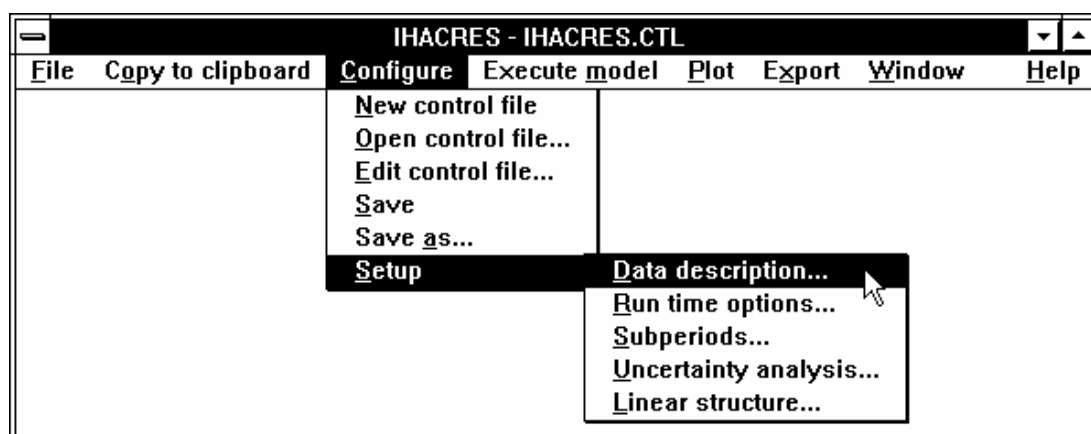 IHACRES - IHACRES.CTL
File Copy to clipboard Configure Execute model Plot Export Window Help
New control file
Open control file...
Edit control file...
Save
Save as...
Setup Data description...
Run time options...
Subperiods...
Uncertainty analysis...
Linear structure...